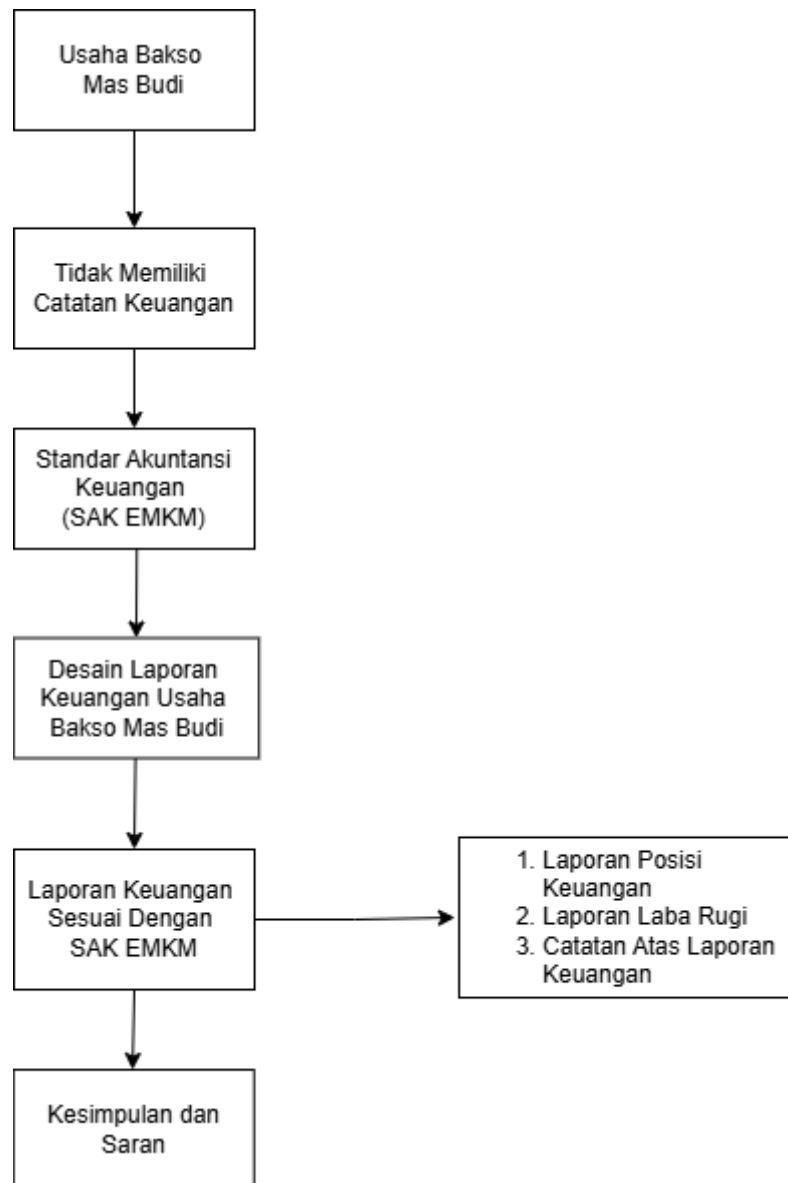 Usaha Bakso
Mas Budi
Tidak Memiliki
Catatan Keuangan
Standar Akuntansi
Keuangan
(SAK EMKM)
Desain Laporan
Keuangan Usaha
Bakso Mas Budi
Laporan Keuangan
Sesuai Dengan
SAK EMKM
1. Laporan Posisi
Keuangan
2. Laporan Laba Rugi
3. Catatan Atas Laporan
Keuangan
Kesimpulan dan
Saran